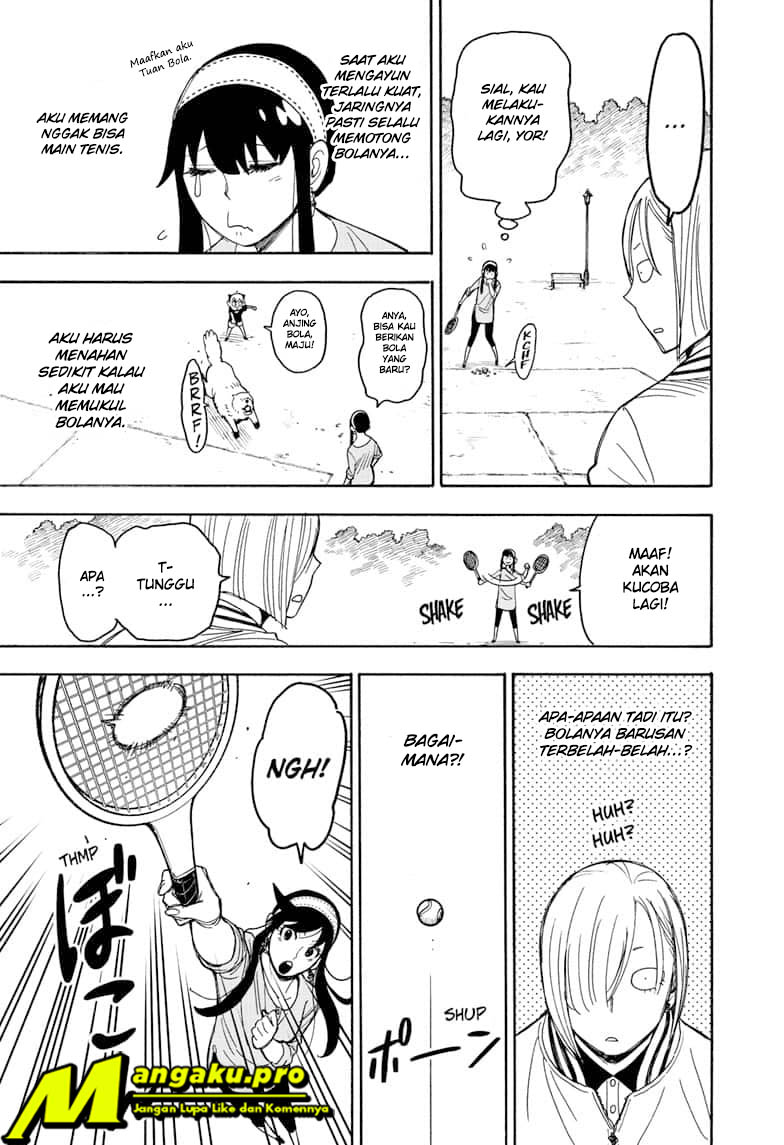 ...
SIAL, KAU
MELAKU-
KANNYA
LAGI, YOR!
KCHF
SAAT AKU
MENGAYUN
TERLALU KUAT,
JARINGNYA
PASTI SELALU
MEMOTONG
BOLANYA...
Maafkan aku
Tuan Bola.
AKU MEMANG
NGGAK BISA
MAIN TENIS.
ANYA,
BISA KAU
BERIKAN
BOLA
YANG
BARU?
AYO,
ANJING
BOLA,
MAJU!
BRRF!
AKU HARUS
MENAHAN
SEDIKIT KALAU
AKU MAU
MEMUKUL
BOLANYA.
MAAF!
AKAN
KUCOBA
LAGI!
SHAKE
SHAKE
T-
TUNGGU
...
APA
...?
APA-APAAN TADI ITU?
BOLANYA BARUSAN
TERBELAH-BELAH...?
HUH?
HUH?
BAGAI-
MANA?!
SHUP
ポーン
NGH!
THMP
ぼこ
Mangaku.pro
Jangan Lupa Like dan Komennya